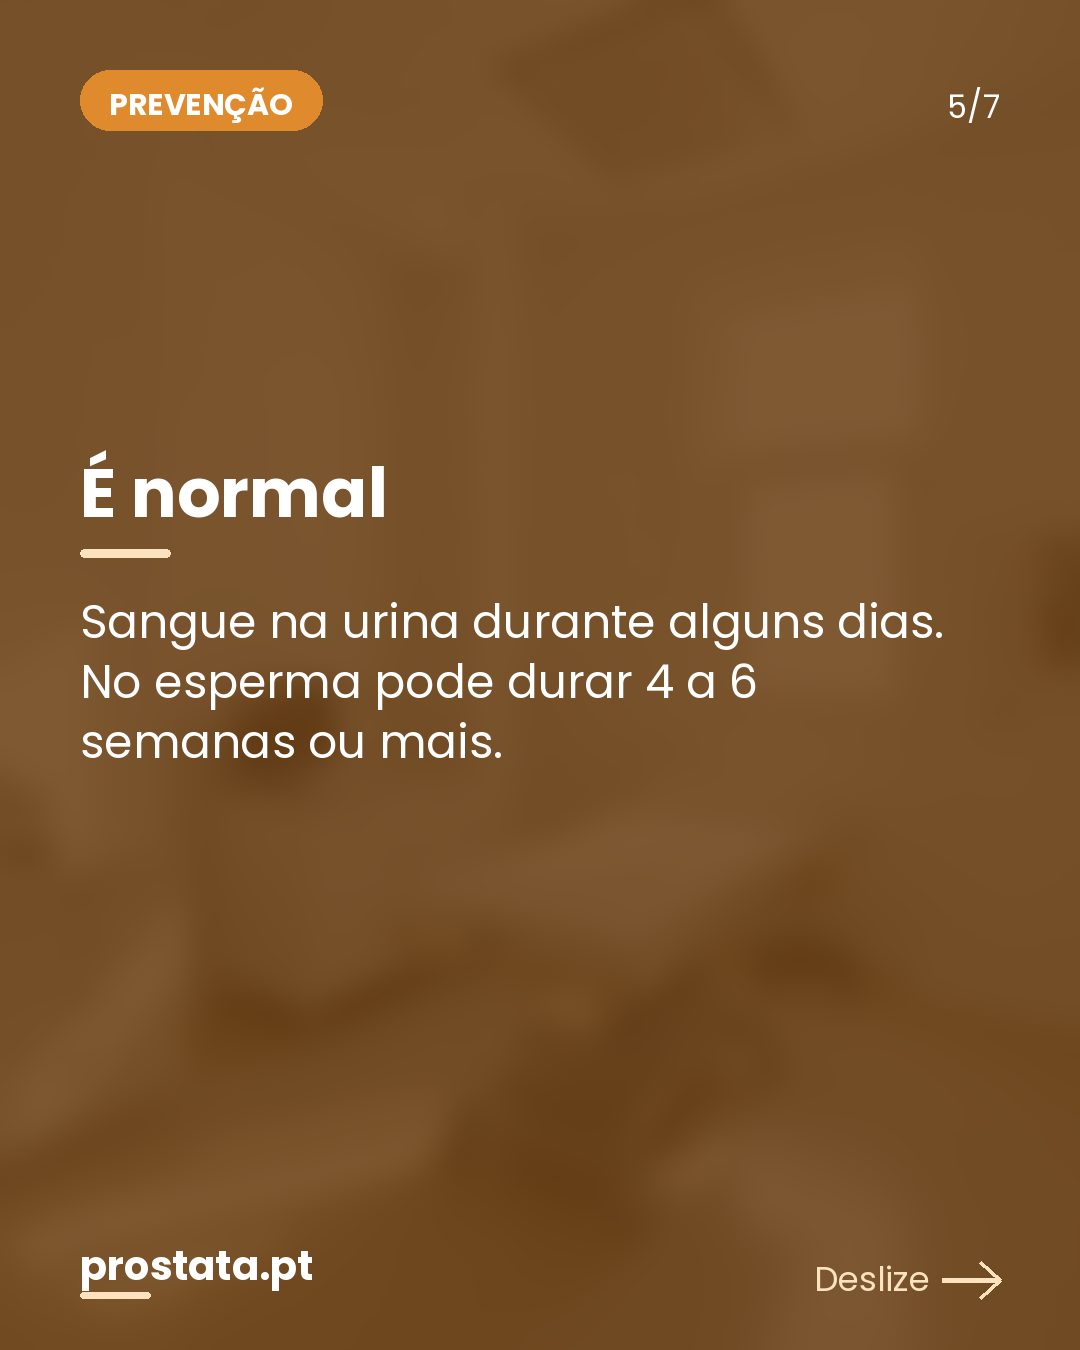 PREVENÇÃO
5/7
É normal
Sangue na urina durante alguns dias.
No esperma pode durar 4 a 6
semanas ou mais.
prostata.pt
Deslize